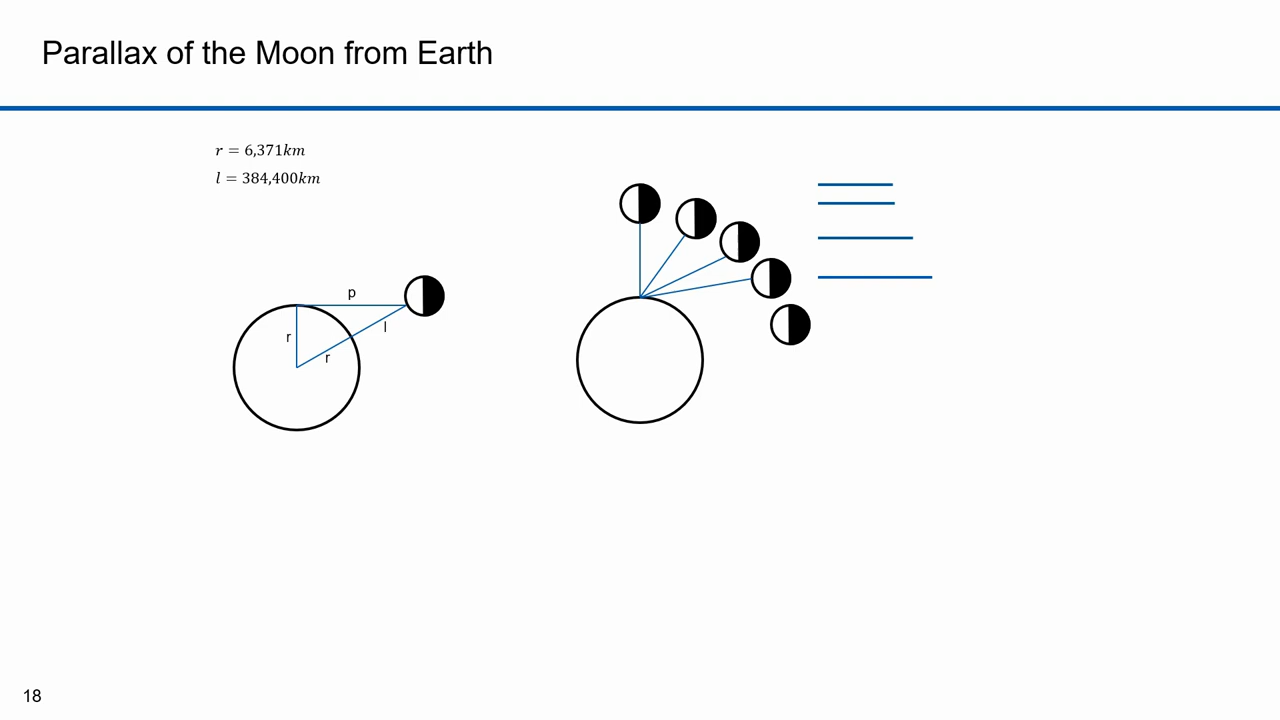 Parallax of the Moon from Earth
r = 6,371km
l = 384,400km
p
r
l
r
18